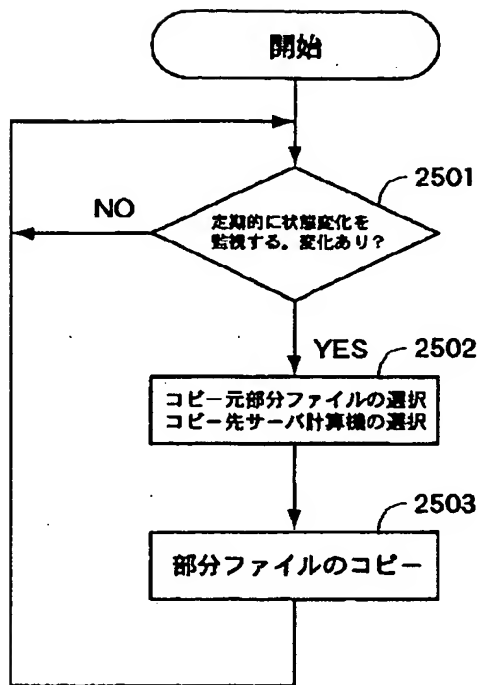 開始
2501
定期的に状態変化を
監視する。変化あり？
NO
YES
2502
コピー元部分ファイルの選択
コピー先サーバ計算機の選択
2503
部分ファイルのコピー